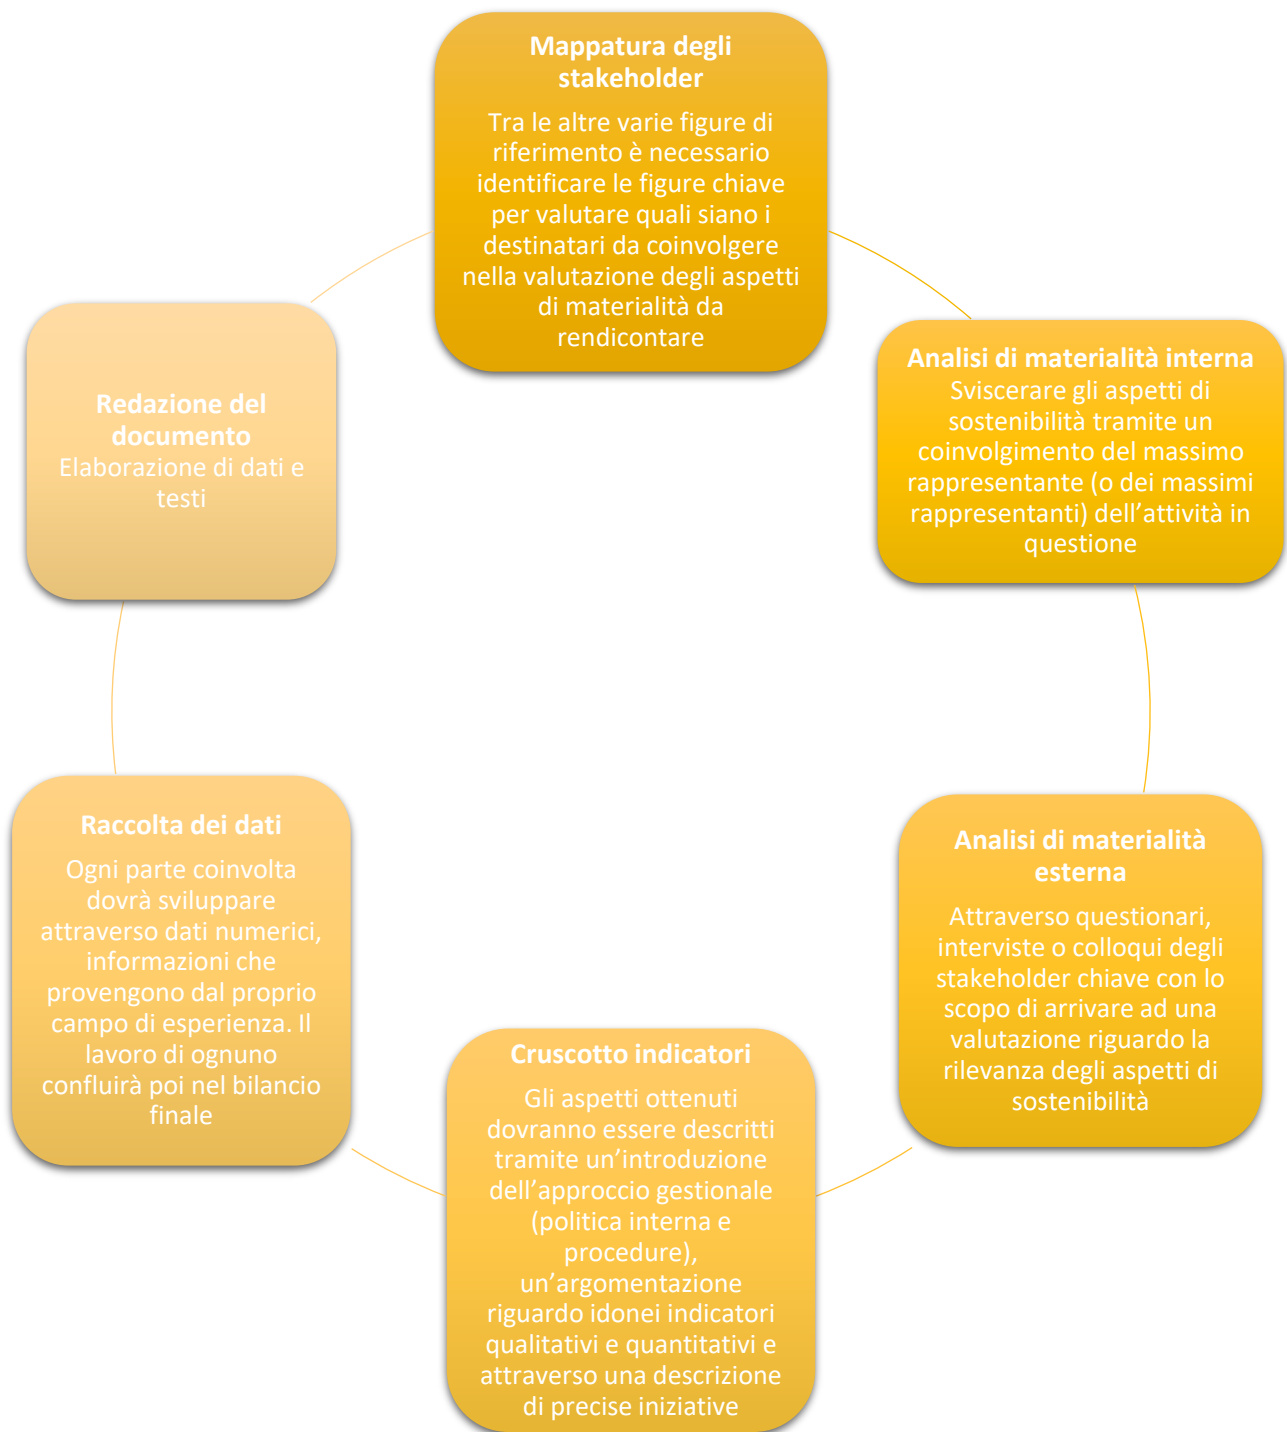 Mappatura degli
stakeholder
Tra le altre varie figure di
riferimento è necessario
identificare le figure chiave
per valutare quali siano i
destinatari da coinvolgere
nella valutazione degli aspetti
di materialità da
rendicontare
Analisi di materialità interna
Sviscerare gli aspetti di
sostenibilità tramite un
coinvolgimento del massimo
rappresentante (o dei massimi
rappresentanti) dell’attività in
questione
Analisi di materialità
esterna
Attraverso questionari,
interviste o colloqui degli
stakeholder chiave con lo
scopo di arrivare ad una
valutazione riguardo la
rilevanza degli aspetti di
sostenibilità
Cruscotto indicatori
Gli aspetti ottenuti
dovranno essere descritti
tramite un’introduzione
dell’approccio gestionale
(politica interna e
procedure),
un’argomentazione
riguardo idonei indicatori
qualitativi e quantitativi e
attraverso una descrizione
di precise iniziative
Raccolta dei dati
Ogni parte coinvolta
dovrà sviluppare
attraverso dati numerici,
informazioni che
provengono dal proprio
campo di esperienza. Il
lavoro di ognuno
confluirà poi nel bilancio
finale
Redazione del
documento
Elaborazione di dati e
testi